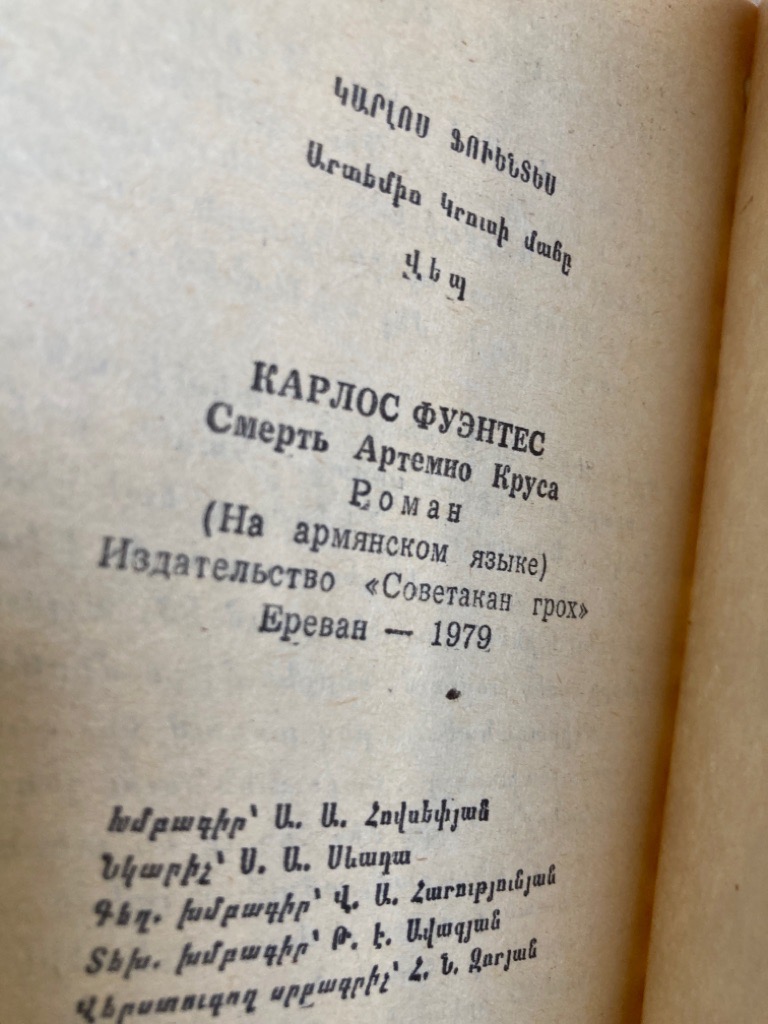 ԿԱՐԼՈՍ ՖՈՒԵՆՏԵՍ
Արտեմիո Կրուսի մահը
Վեպ
КАРЛОС ФУЭНТЕС
Смерть Артемио Круса
Роман
(На армянском языке)
Издательство «Советакан грох»
Ереван — 1979
Խմբագիր՝ Ա. Ա. Հովսեփյան
Նկարիչ՝ Ս. Ա. Սևադա
Գեղ. խմբագիր՝ Վ. Ա. Հարությունյան
Տեխ. խմբագիր՝ Թ. Է. Ավագյան
Վերստուգող սրբագրիչ՝ Հ. Ն. Զորյան